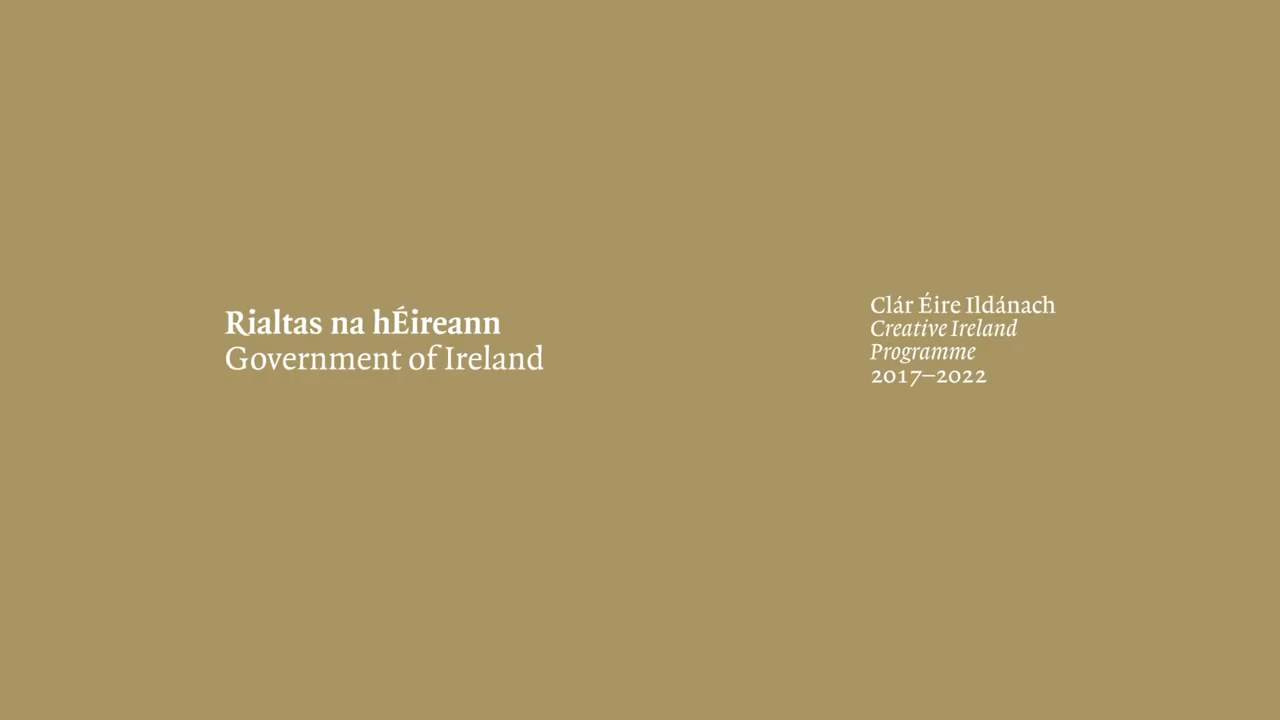 Rialtas na hÉireann
Government of Ireland
Clár Éire Ildánach
Creative Ireland
Programme
2017–2022